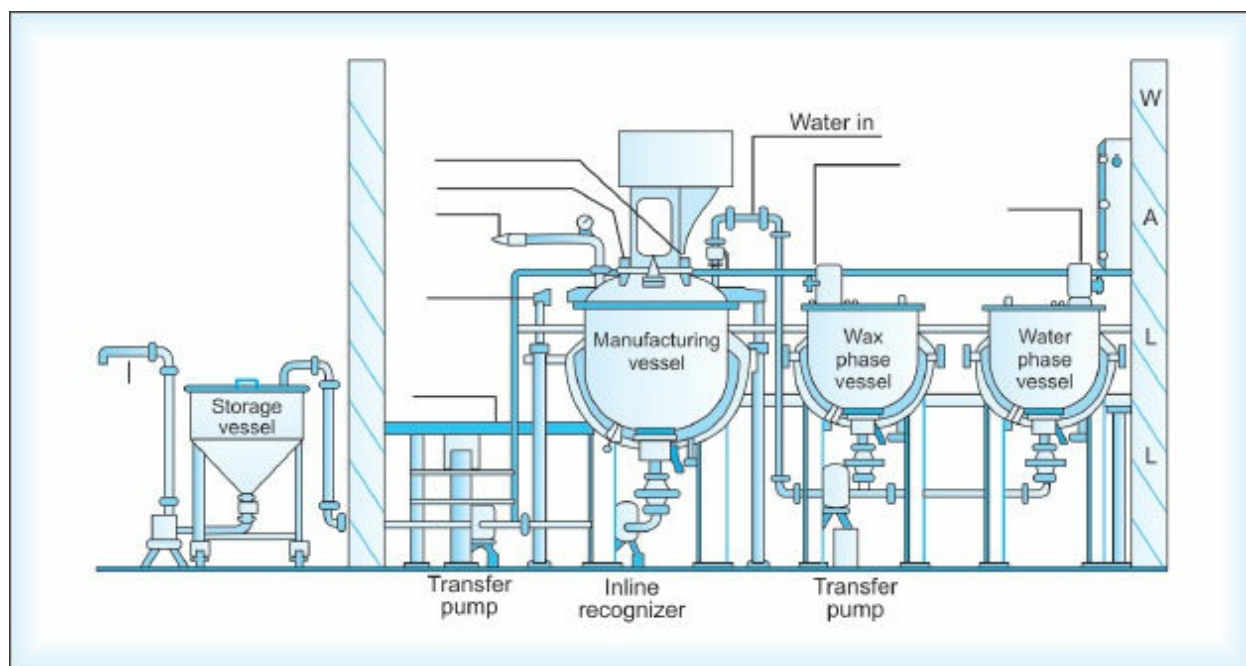 Water in
W
A
L
L
Manufacturing
vessel
Wax
phase
vessel
Water
phase
vessel
Storage
vessel
Transfer
pump
Inline
recognizer
Transfer
pump